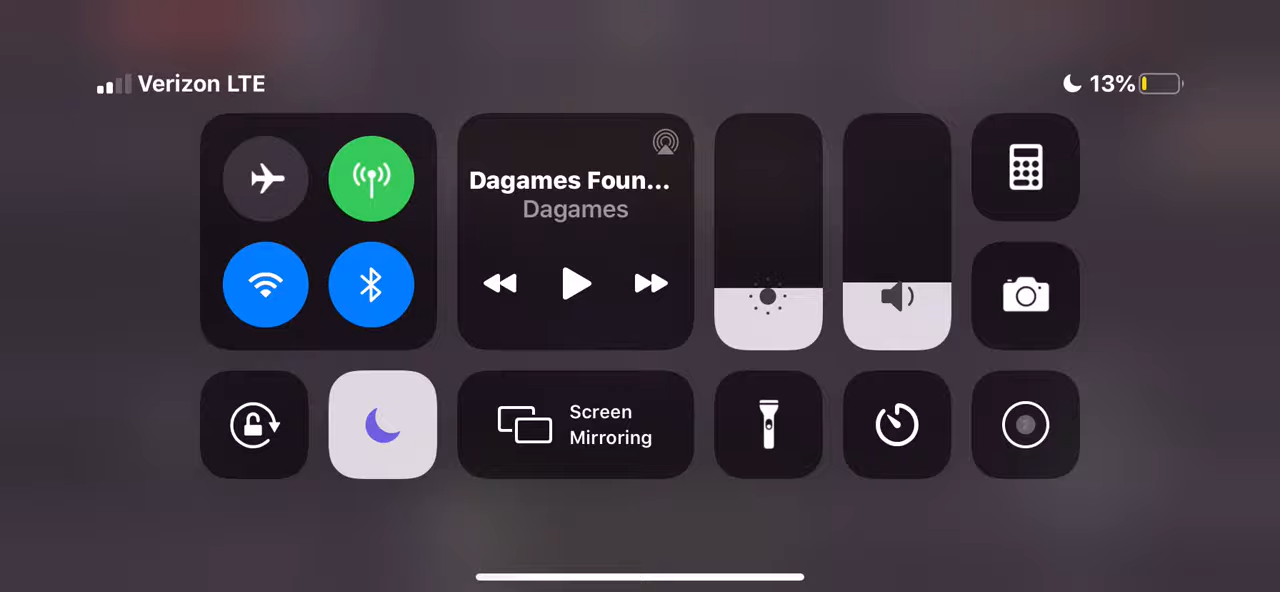 Verizon LTE
13%
Dagames Foun...
Dagames
Screen
Mirroring